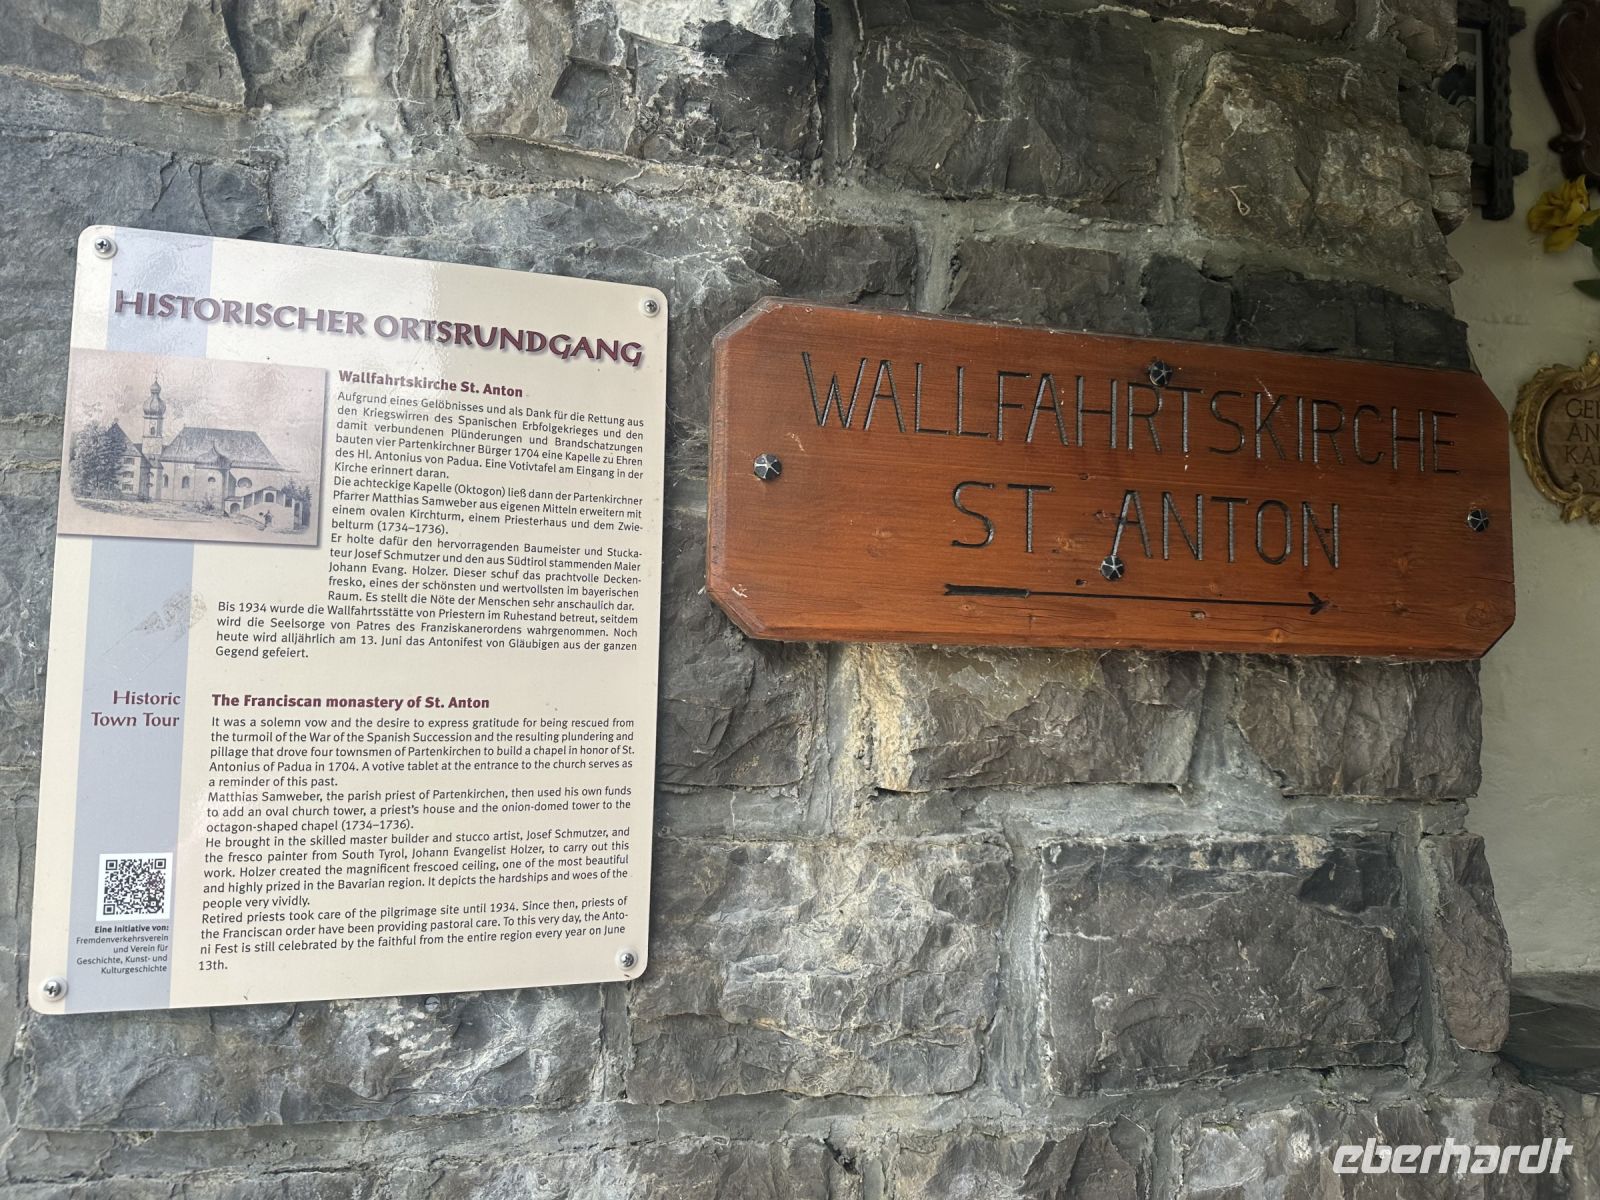 HISTORISCHER ORTSRUNDGANG
Wallfahrtskirche St. Anton
Aufgrund eines Gelöbnisses und als Dank für die Rettung aus
den Kriegswirren des Spanischen Erbfolgekrieges und den
damit verbundenen Plünderungen und Brandschatzungen
bauten vier Partenkirchner Bürger 1704 eine Kapelle zu Ehren
des Hl. Antonius von Padua. Eine Votivtafel am Eingang in der
Kirche erinnert daran.
Die achteckige Kapelle (Oktogon) ließ dann der Partenkirchner
Pfarrer Matthias Samweber aus eigenen Mitteln erweitern mit
einem ovalen Kirchturm, einem Priesterhaus und dem Zwie-
belturm (1734–1736).
Er holte dafür den hervorragenden Baumeister und Stucka-
teur Josef Schmutzer und den aus Südtirol stammenden Maler
Johann Evang. Holzer. Dieser schuf das prachtvolle Decken-
fresko, eines der schönsten und wertvollsten im bayerischen
Raum. Es stellt die Nöte der Menschen sehr anschaulich dar.
Bis 1934 wurde die Wallfahrtsstätte von Priestern im Ruhestand betreut, seitdem
wird die Seelsorge von Patres des Franziskanerordens wahrgenommen. Noch
heute wird alljährlich am 13. Juni das Antonifest von Gläubigen aus der ganzen
Gegend gefeiert.
Historic
Town Tour
The Franciscan monastery of St. Anton
It was a solemn vow and the desire to express gratitude for being rescued from
the turmoil of the War of the Spanish Succession and the resulting plundering and
pillage that drove four townsmen of Partenkirchen to build a chapel in honor of St.
Antonius of Padua in 1704. A votive tablet at the entrance to the church serves as
a reminder of this past.
Matthias Samweber, the parish priest of Partenkirchen, then used his own funds
to add an oval church tower, a priest's house and the onion-domed tower to the
octagon-shaped chapel (1734–1736).
He brought in the skilled master builder and stucco artist, Josef Schmutzer, and
the fresco painter from South Tyrol, Johann Evangelist Holzer, to carry out this
work. Holzer created the magnificent frescoed ceiling, one of the most beautiful
and highly prized in the Bavarian region. It depicts the hardships and woes of the
people very vividly.
Retired priests took care of the pilgrimage site until 1934. Since then, priests of
the Franciscan order have been providing pastoral care. To this very day, the Anto-
ni Fest is still celebrated by the faithful from the entire region every year on June
13th.
Eine Initiative von:
Fremdenverkehrsverein
und Verein für
Geschichte, Kunst- und
Kulturgeschichte
WALLFAHRTSKIRCHE
ST. ANTON
eberhardt